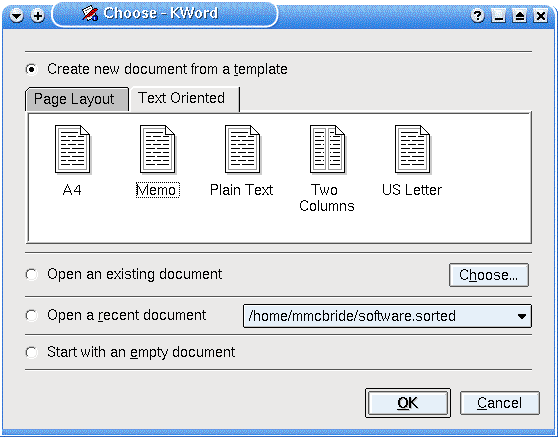 Choose - KWord
Create new document from a template
Page Layout
Text Oriented
A4
Memo
Plain Text
Two
Columns
US Letter
Open an existing document
Choose...
Open a recent document
/home/mmcbride/software.sorted
Start with an empty document
OK
Cancel